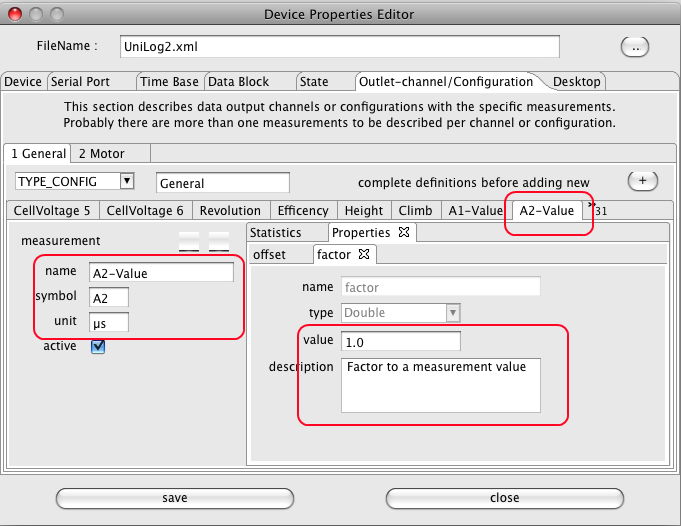 Device Properties Editor
FileName :
UniLog2.xml
...
Device
Serial Port
Time Base
Data Block
State
Outlet-channel/Configuration
Desktop
This section describes data output channels or configurations with the specific measurements.
Probably there are more than one measurements to be described per channel or configuration.
1 General
2 Motor
TYPE_CONFIG
General
complete definitions before adding new
+
CellVoltage 5
CellVoltage 6
Revolution
Efficency
Height
Climb
A1-Value
A2-Value
»31
measurement
name
A2-Value
symbol
A2
unit
µs
active
Statistics
Properties
offset
factor
name
factor
type
Double
value
1.0
description
Factor to a measurement value
save
close